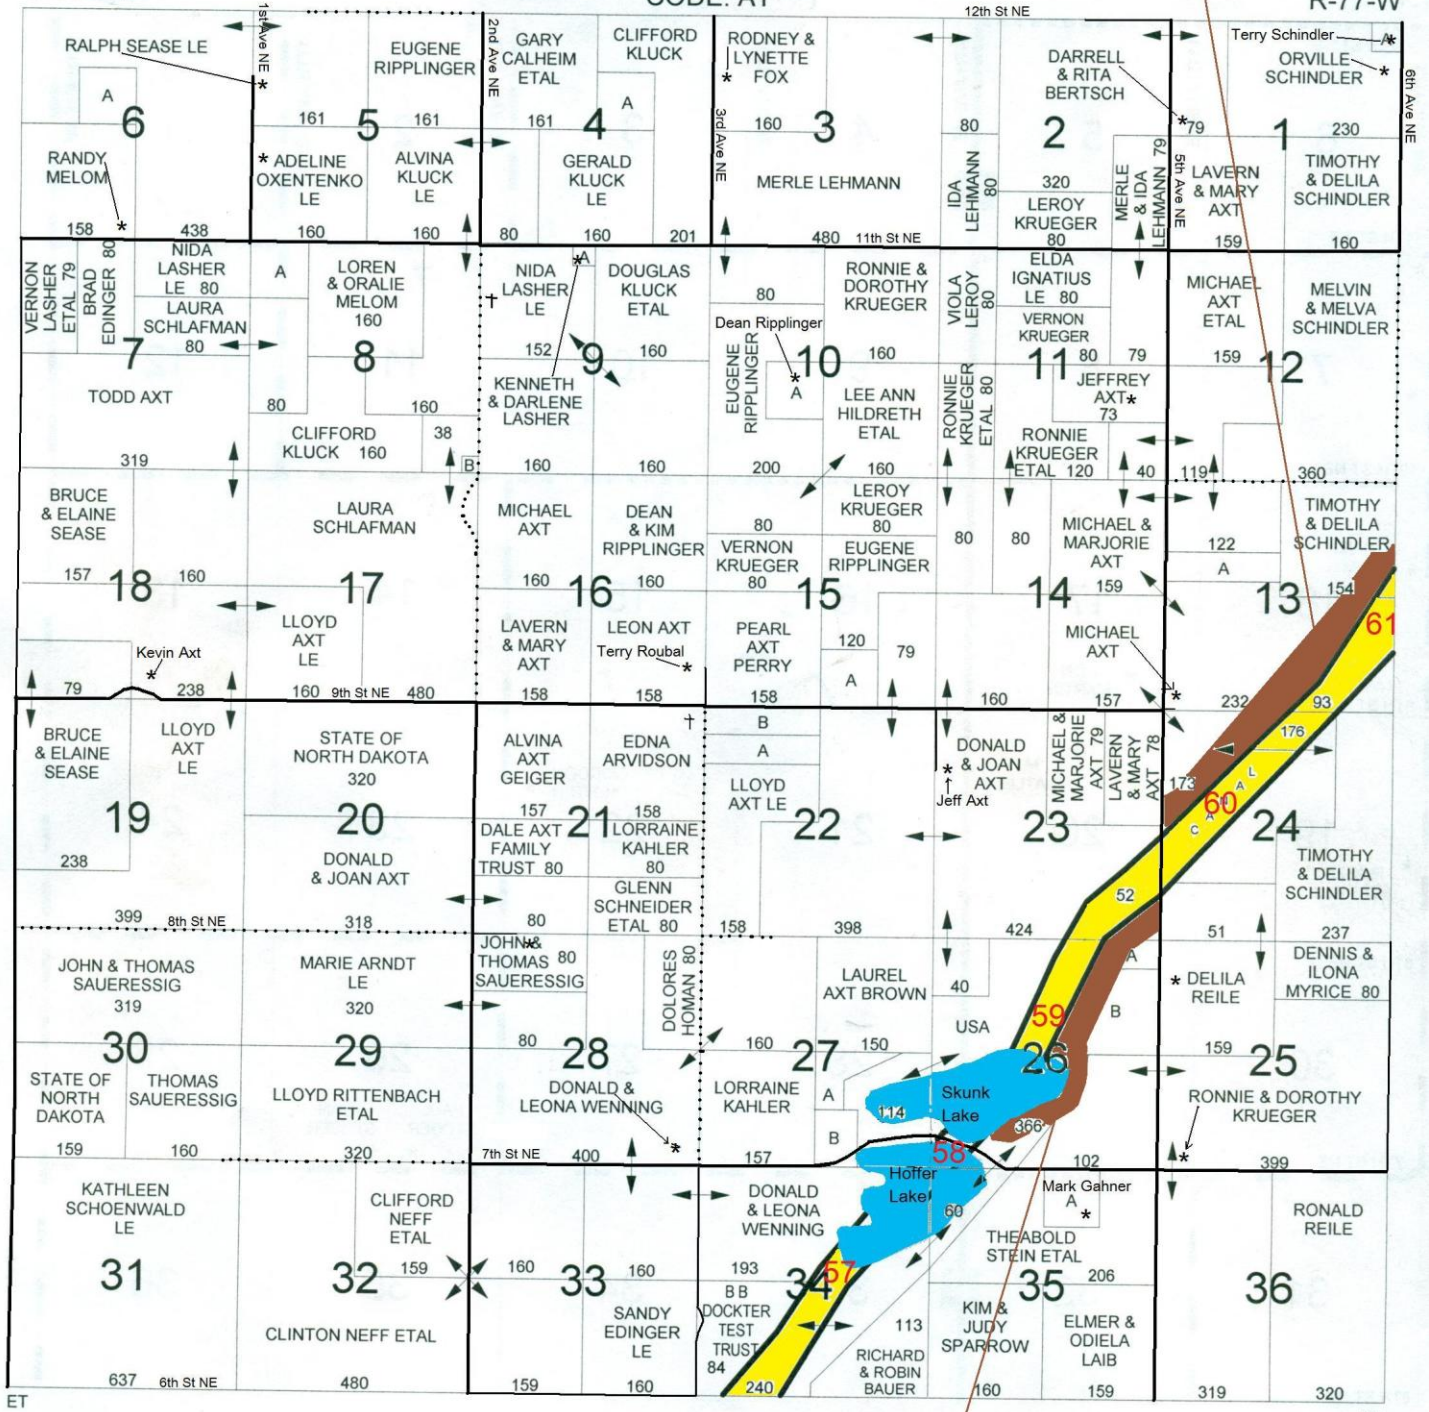 CODE: AY
R-77-W
12th St NE
1st Ave NE
2nd Ave NE
3rd Ave NE
5th Ave NE
6th Ave NE
RALPH SEASE LE
A
6
RANDY
MELOM
158
438
EUGENE
RIPPLINGER
161
5
161
ADELINE
OXENTENKO
LE
ALVINA
KLUCK
LE
160
160
GARY
CALHEIM
ETAL
CLIFFORD
KLUCK
A
161
4
GERALD
KLUCK
LE
80
160
201
RODNEY &
LYNETTE
FOX
160
3
MERLE LEHMANN
480
11th St NE
80
IDA
LEHMANN
80
DARRELL
& RITA
BERTSCH
2
320
LEROY
KRUEGER
80
MERLE
& IDA
LEHMANN 79
Terry Schindler
A
ORVILLE
SCHINDLER
79
1
230
LAVERN
& MARY
AXT
159
TIMOTHY
& DELILA
SCHINDLER
160
VERNON
LASHER
ETAL 79
BRAD
EDINGER 80
NIDA
LASHER
LE 80
LAURA
SCHLAFMAN
80
7
TODD AXT
319
A
LOREN
& ORALIE
MELOM
160
8
80
160
CLIFFORD
KLUCK 160
38
B
NIDA
LASHER
LE
A
DOUGLAS
KLUCK
ETAL
152
9
160
KENNETH
& DARLENE
LASHER
160
160
80
RONNIE &
DOROTHY
KRUEGER
Dean Ripplinger
EUGENE
RIPPLINGER
A
10
160
LEE ANN
HILDRETH
ETAL
200
160
VIOLA
LEROY
80
ELDA
IGNATIUS
LE 80
VERNON
KRUEGER
80
79
11
RONNIE
KRUEGER
ETAL 80
JEFFREY
AXT
73
RONNIE
KRUEGER
ETAL 120
40
MICHAEL
AXT
ETAL
159
MELVIN
& MELVA
SCHINDLER
12
119
360
BRUCE
& ELAINE
SEASE
157
18
160
Kevin Axt
79
238
LAURA
SCHLAFMAN
17
LLOYD
AXT
LE
160
9th St NE
480
MICHAEL
AXT
DEAN
& KIM
RIPPLINGER
160
16
160
LAVERN
& MARY
AXT
LEON AXT
Terry Roubal
158
158
LEROY
KRUEGER
80
80
VERNON
KRUEGER
80
EUGENE
RIPPLINGER
15
PEARL
AXT
PERRY
120
A
79
158
80
80
MICHAEL &
MARJORIE
AXT
159
14
MICHAEL
AXT
160
157
TIMOTHY
& DELILA
SCHINDLER
122
A
13
154
61
232
93
BRUCE
& ELAINE
SEASE
LLOYD
AXT
LE
19
238
399
8th St NE
STATE OF
NORTH DAKOTA
320
20
DONALD
& JOAN AXT
318
ALVINA
AXT
GEIGER
EDNA
ARVIDSON
157
21
158
DALE AXT
FAMILY
TRUST 80
LORRAINE
KAHLER
80
GLENN
SCHNEIDER
ETAL 80
80
B
A
LLOYD
AXT LE
22
158
398
DONALD
& JOAN
AXT
Jeff Axt
MICHAEL &
MARJORIE
AXT 79
LAVERN
& MARY
AXT 78
23
52
424
176
173
60
CANAL
24
TIMOTHY
& DELILA
SCHINDLER
51
237
JOHN & THOMAS
SAUERESSIG
319
30
STATE OF
NORTH
DAKOTA
THOMAS
SAUERESSIG
159
160
MARIE ARNDT
LE
320
29
LLOYD RITTENBACH
ETAL
320
JOHN &
THOMAS 80
SAUERESSIG
DOLORES
HOMAN 80
80
28
DONALD &
LEONA WENNING
7th St NE
400
LAUREL
AXT BROWN
160
27
150
LORRAINE
KAHLER
A
B
157
114
40
USA
A
B
59
26
Skunk
Lake
366
58
102
DELILA
REILE
DENNIS &
ILONA
MYRICE 80
159
25
RONNIE & DOROTHY
KRUEGER
399
KATHLEEN
SCHOENWALD
LE
31
637
6th St NE
CLIFFORD
NEFF
ETAL
32
159
CLINTON NEFF ETAL
480
160
33
160
SANDY
EDINGER
LE
159
160
DONALD
& LEONA
WENNING
Hoffer
Lake
60
193
34
57
B B
DOCKTER
TEST
TRUST
84
240
113
RICHARD
& ROBIN
BAUER
Mark Gahner
A
THEABOLD
STEIN ETAL
35
206
KIM &
JUDY
SPARROW
ELMER &
ODIELA
LAIB
160
159
RONALD
REILE
36
319
320
ET